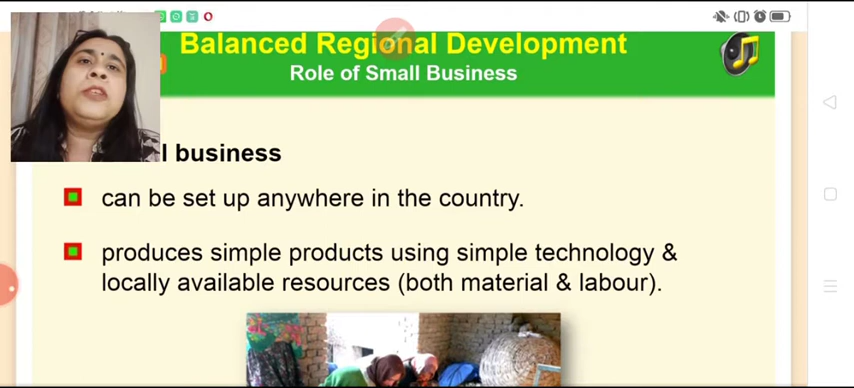 Balanced Regional Development
Role of Small Business
l business
can be set up anywhere in the country.
produces simple products using simple technology &
locally available resources (both material & labour).